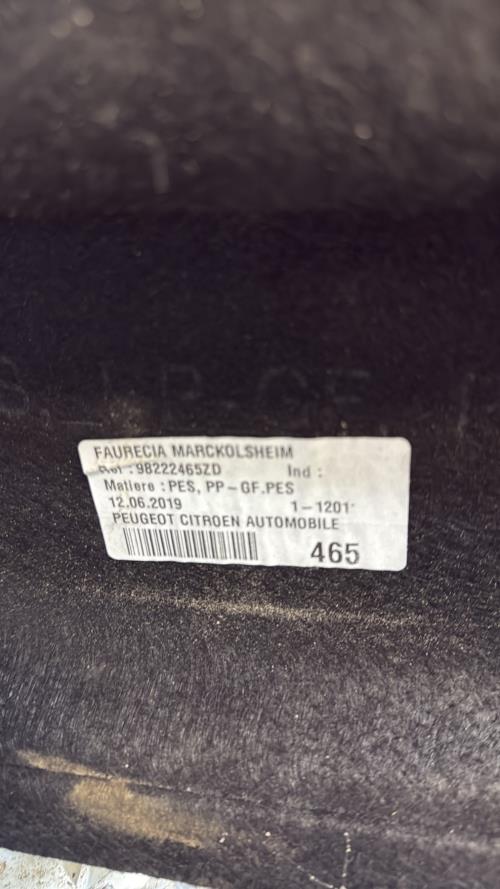 FAURECIA MARCKOLSHEIM
Ref : 98222465ZD Ind :
Matiere : PES, PP-GF.PES
12.06.2019 1-1201
PEUGEOT CITROEN AUTOMOBILE
465